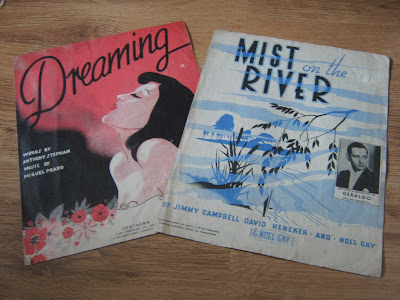 Dreaming
WORDS BY
ANTHONY STEPHAN
MUSIC BY
MIGUEL PRADO
SOUTHERN
MIST on the
RIVER
GERALDO
BY JIMMY CAMPBELL · DAVID HENEKER · AND · NOEL GAY
NOEL GAY